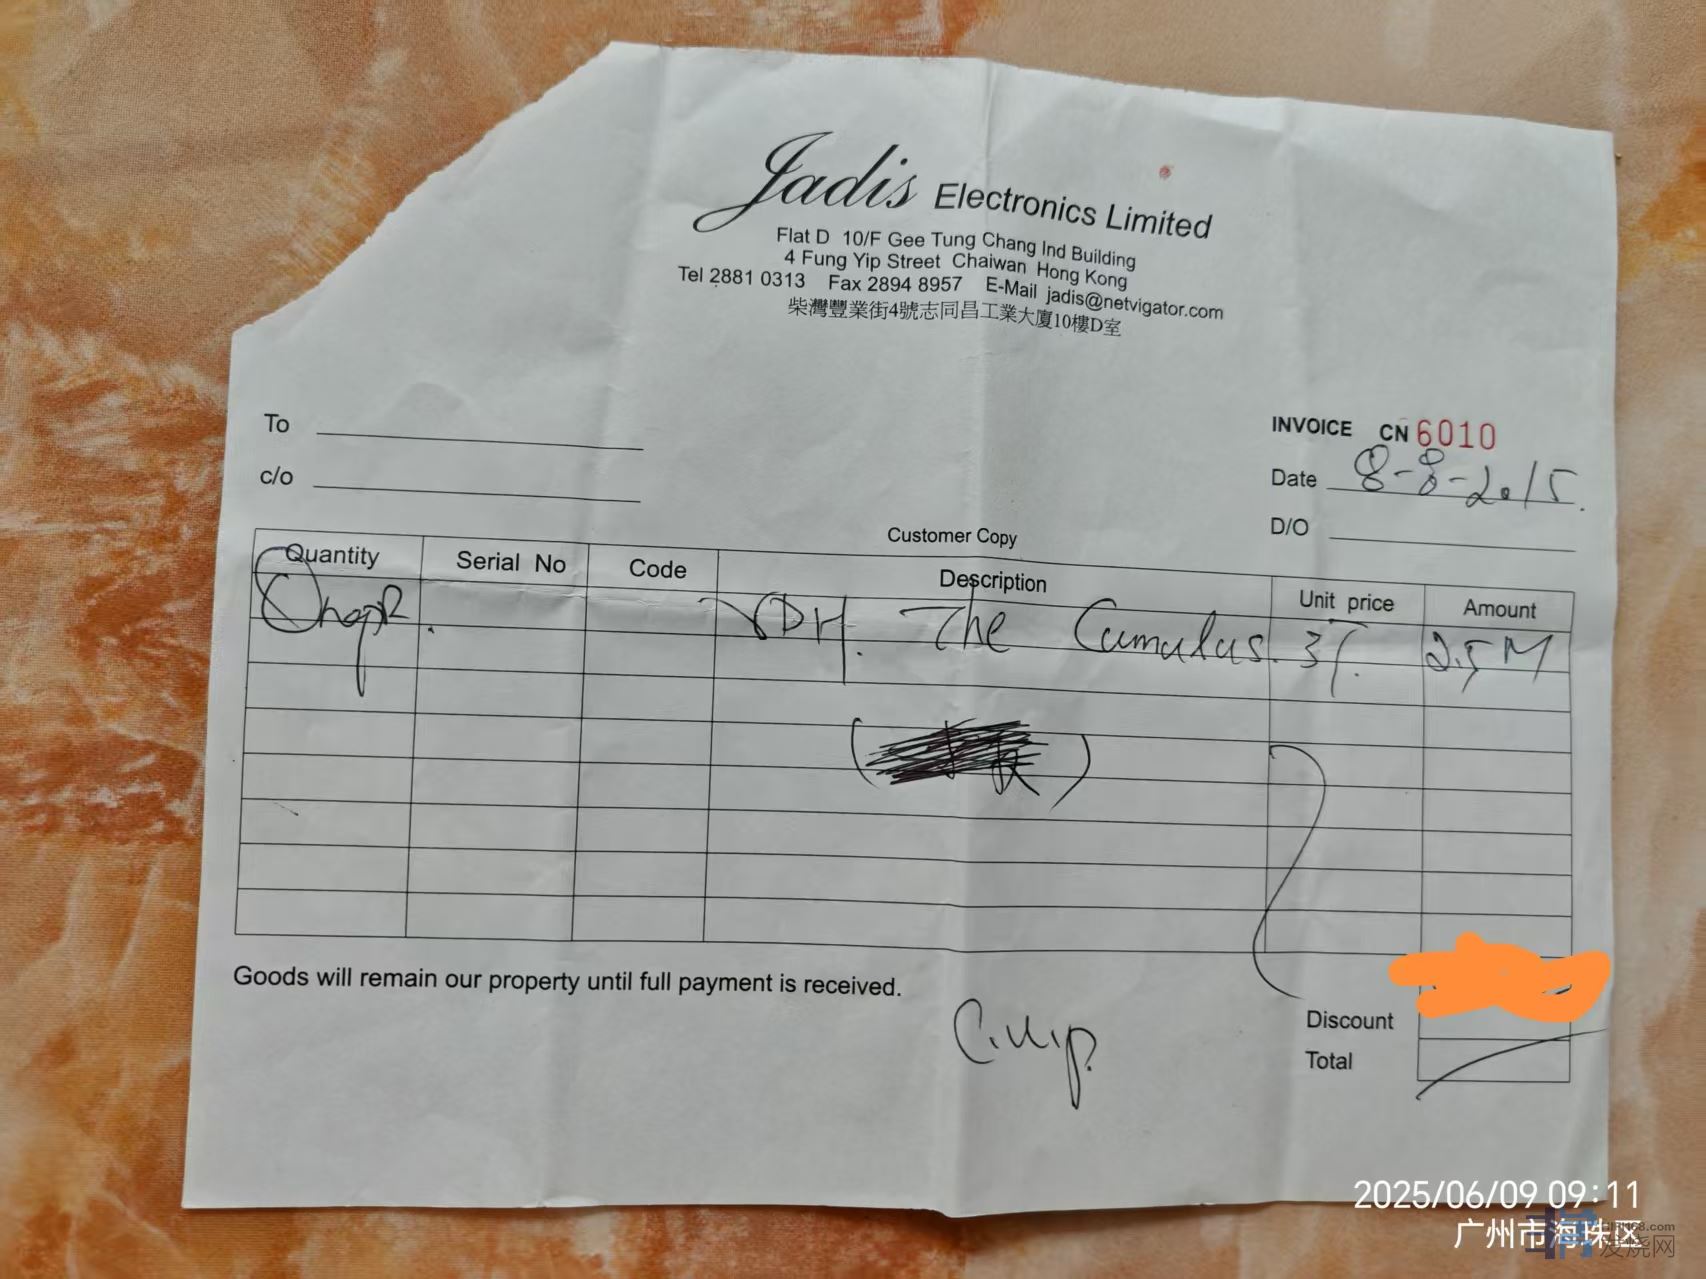 Jadis Electronics Limited
Flat D 10/F Gee Tung Chang Ind Building
4 Fung Yip Street Chaiwan Hong Kong
Tel 2881 0313 Fax 2894 8957 E-Mail jadis@netvigator.com
柴灣豐業街4號志同昌工業大廈10樓D室
To
c/o
INVOICE CN 6010
Date 8-8-2015.
D/O
Customer Copy
Quantity Serial No Code Description Unit price Amount
VDH. The Cumulus. 2.5M
Goods will remain our property until full payment is received.
Discount
Total
2025/06/09 09:11
广州市海珠区
发烧网